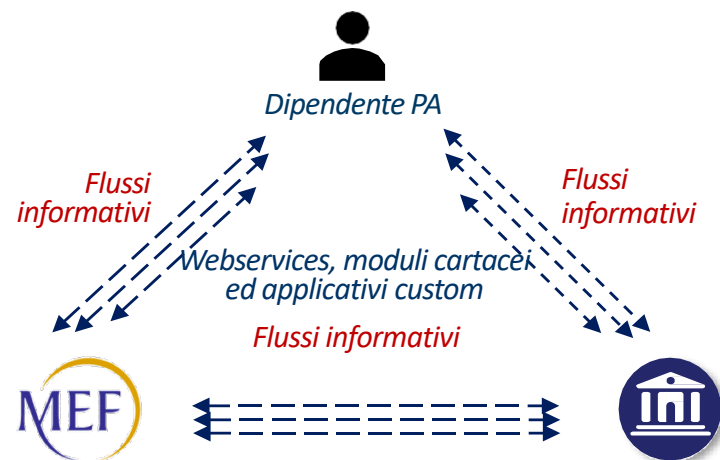 Dipendente PA
Flussi
informativi
Flussi
informativi
Webservices, moduli cartacei
ed applicativi custom
Flussi informativi
MEF